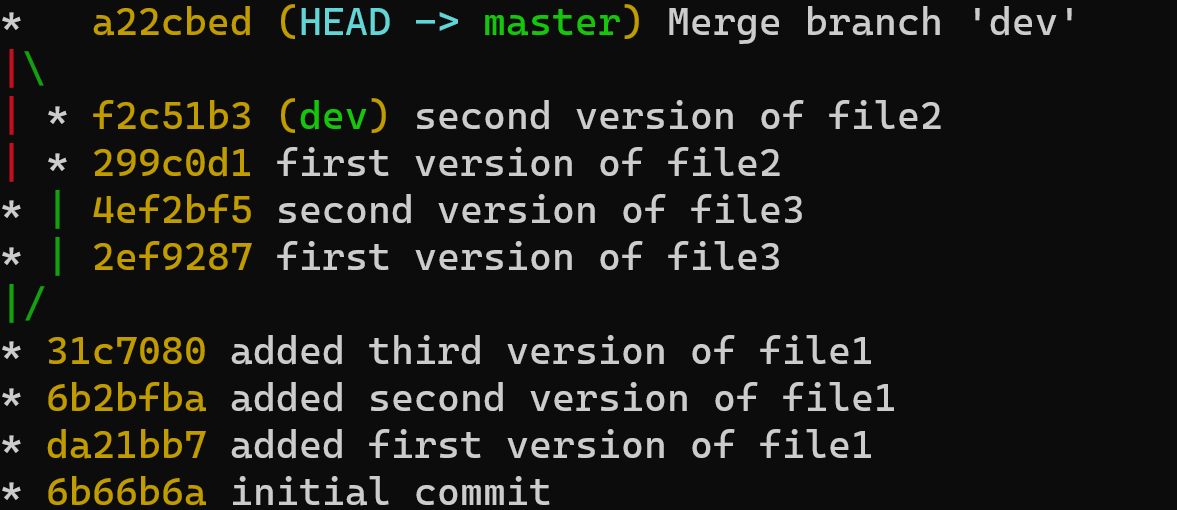 *   a22cbed (HEAD -> master) Merge branch 'dev'
|\
| * f2c51b3 (dev) second version of file2
| * 299c0d1 first version of file2
* | 4ef2bf5 second version of file3
* | 2ef9287 first version of file3
|/
* 31c7080 added third version of file1
* 6b2bfba added second version of file1
* da21bb7 added first version of file1
* 6b66b6a initial commit